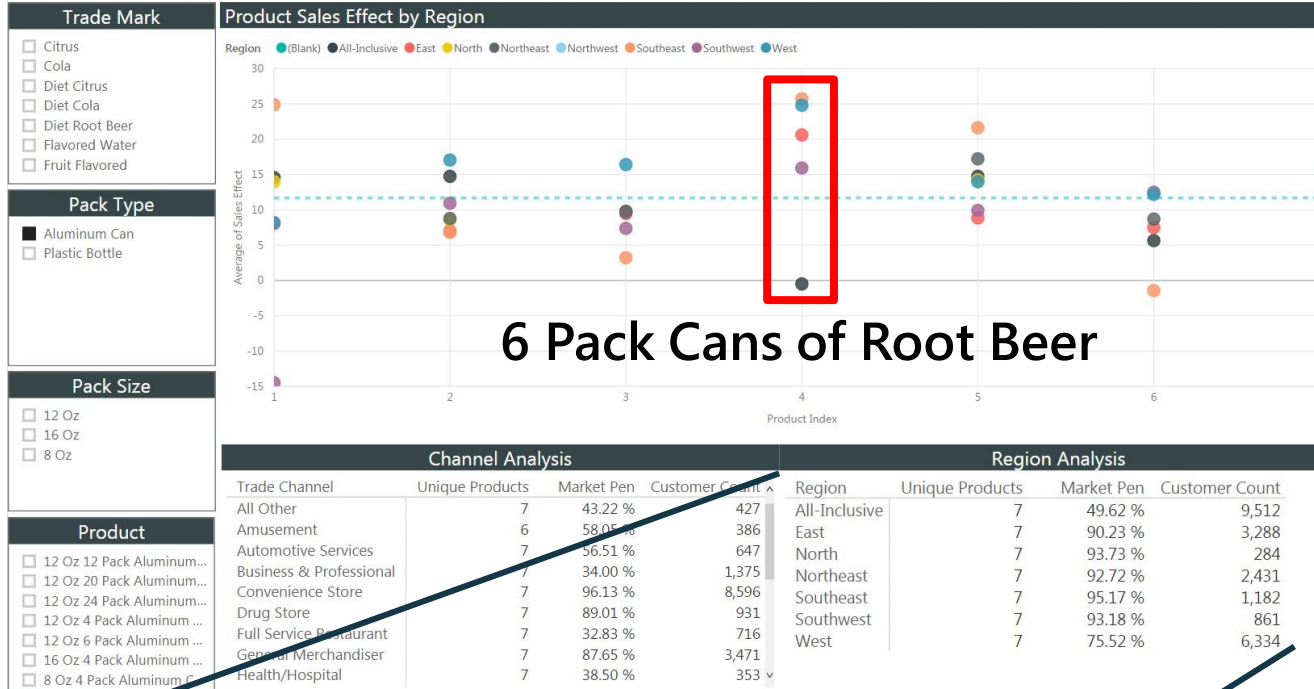 Trade Mark
Citrus
Cola
Diet Citrus
Diet Cola
Diet Root Beer
Flavored Water
Fruit Flavored
Pack Type
Aluminum Can
Plastic Bottle
Pack Size
12 Oz
16 Oz
8 Oz
Product
12 Oz 12 Pack Aluminum...
12 Oz 20 Pack Aluminum...
12 Oz 24 Pack Aluminum...
12 Oz 4 Pack Aluminum ...
12 Oz 6 Pack Aluminum ...
16 Oz 4 Pack Aluminum ...
8 Oz 4 Pack Aluminum C...
Product Sales Effect by Region
Region (Blank) All-Inclusive East North Northeast Northwest Southeast Southwest West
Average of Sales Effect
30
25
20
15
10
5
0
-5
-10
-15
6 Pack Cans of Root Beer
1 2 3 4 5 6
Product Index
Channel Analysis
Trade Channel Unique Products Market Pen Customer Count
All Other 7 43.22 % 427
Amusement 6 58.05 % 386
Automotive Services 7 56.51 % 647
Business & Professional 7 34.00 % 1,375
Convenience Store 7 96.13 % 8,596
Drug Store 7 89.01 % 931
Full Service Restaurant 7 32.83 % 716
General Merchandiser 7 87.65 % 3,471
Health/Hospital 7 38.50 % 353
Region Analysis
Region Unique Products Market Pen Customer Count
All-Inclusive 7 49.62 % 9,512
East 7 90.23 % 3,288
North 7 93.73 % 284
Northeast 7 92.72 % 2,431
Southeast 7 95.17 % 1,182
Southwest 7 93.18 % 861
West 7 75.52 % 6,334